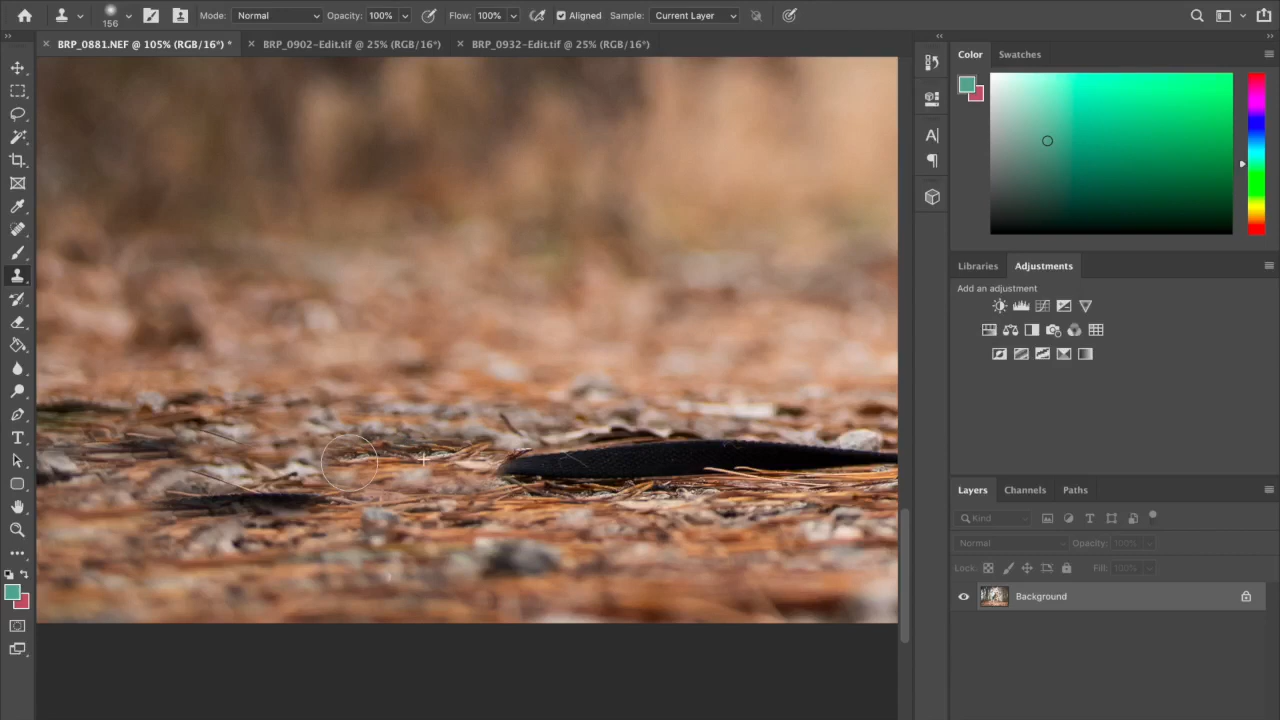 156
Mode: Normal Opacity: 100% Flow: 100% Aligned Sample: Current Layer
BRP_0881.NEF @ 105% (RGB/16*) * BRP_0902-Edit.tif @ 25% (RGB/16*) BRP_0932-Edit.tif @ 25% (RGB/16*)
Color Swatches
Libraries Adjustments
Add an adjustment
Layers Channels Paths
Kind
Normal Opacity: 100%
Lock: Fill: 100%
Background